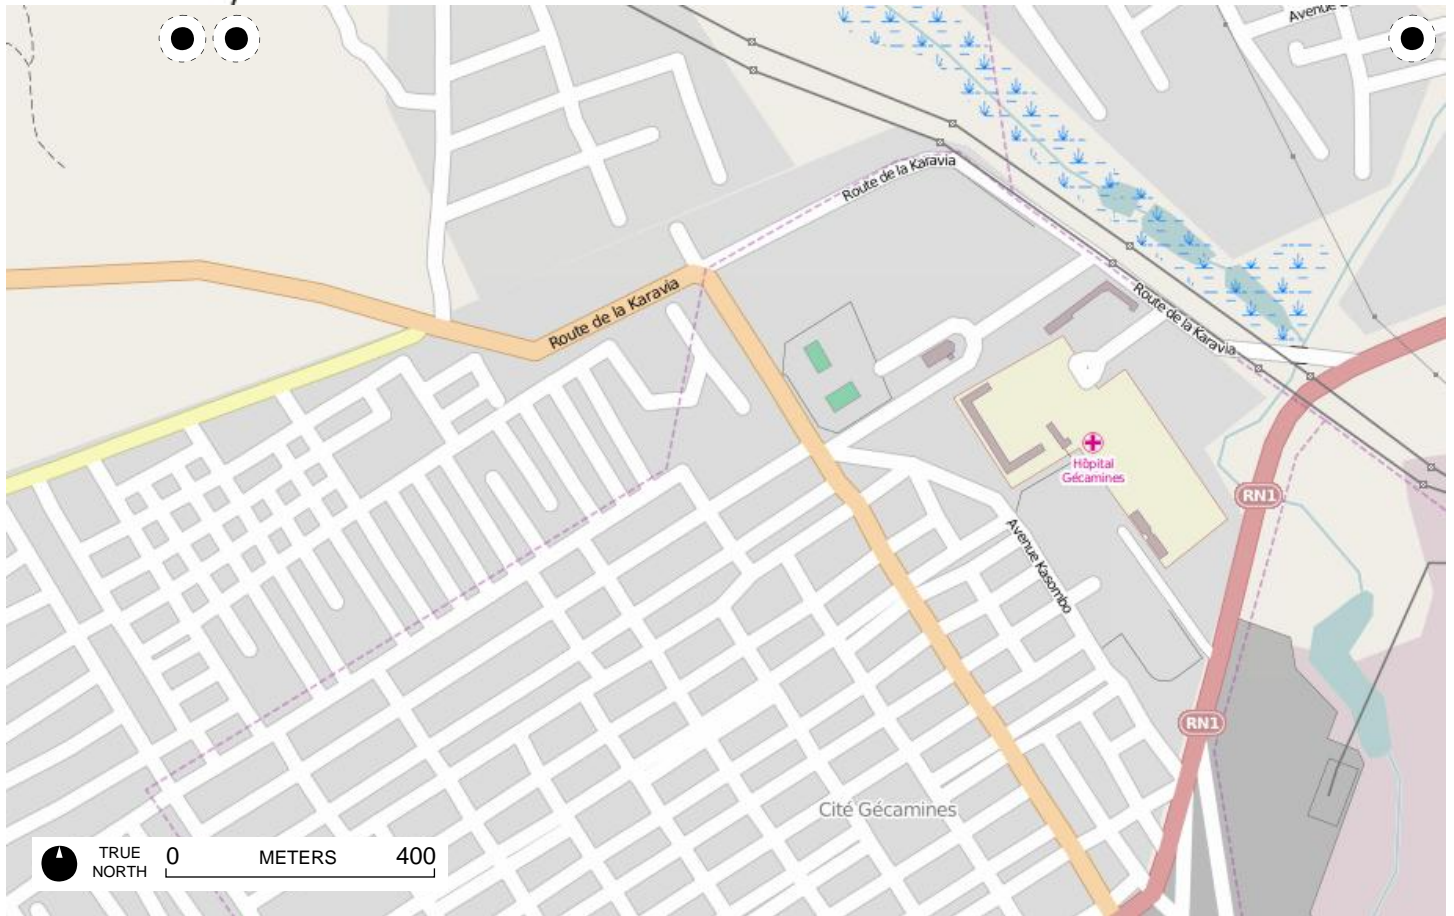 Route de la Karavia
Route de la Karavia
Route de la Karavia
Hôpital
Gécamines
RN1
Avenue Kasombo
RN1
Cité Gécamines
TRUE
NORTH
0 METERS 400